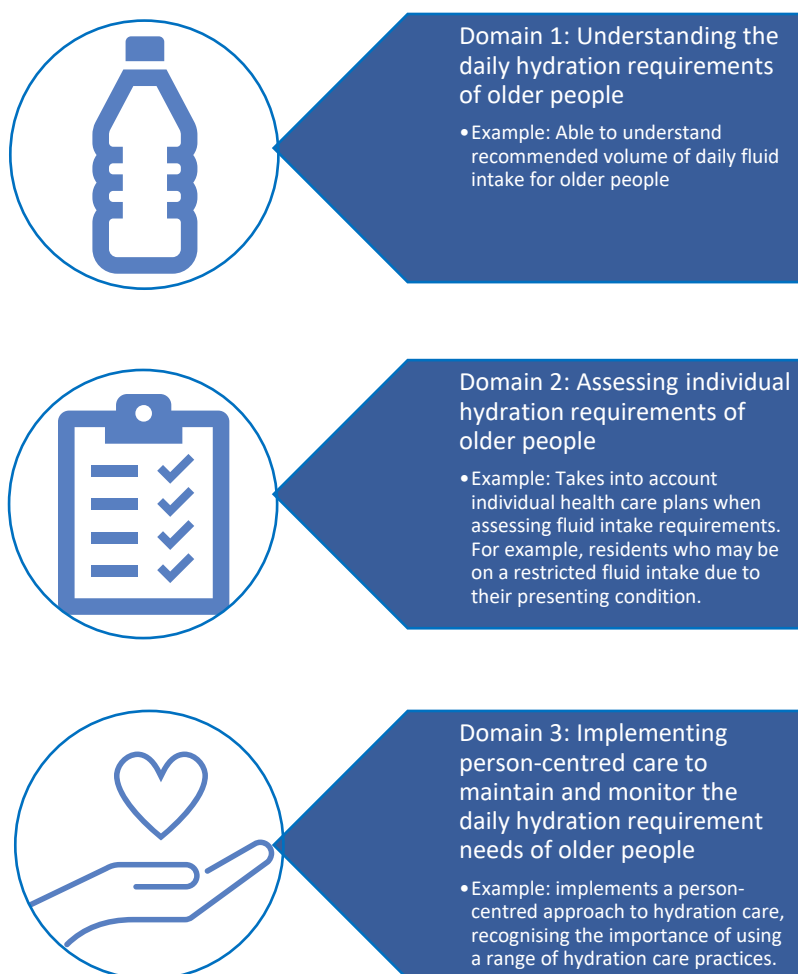 Domain 1: Understanding the
daily hydration requirements
of older people
•Example: Able to understand
recommended volume of daily fluid
intake for older people
Domain 2: Assessing individual
hydration requirements of
older people
•Example: Takes into account
individual health care plans when
assessing fluid intake requirements.
For example, residents who may be
on a restricted fluid intake due to
their presenting condition.
Domain 3: Implementing
person-centred care to
maintain and monitor the
daily hydration requirement
needs of older people
•Example: implements a person-
centred approach to hydration care,
recognising the importance of using
a range of hydration care practices.